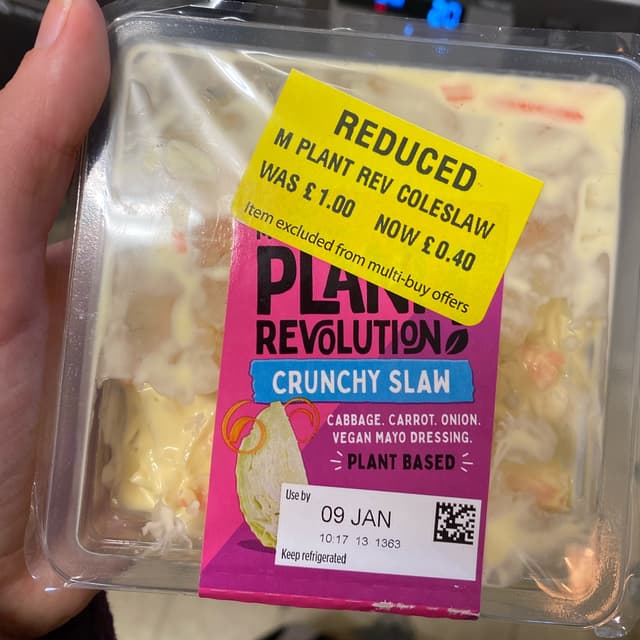 REDUCED
M PLANT REV COLESLAW
WAS £1.00 NOW £0.40
Item excluded from multi-buy offers
REVOLUTION
CRUNCHY SLAW
CABBAGE. CARROT. ONION.
VEGAN MAYO DRESSING.
PLANT BASED
Use by
09 JAN
10:17 13 1363
Keep refrigerated